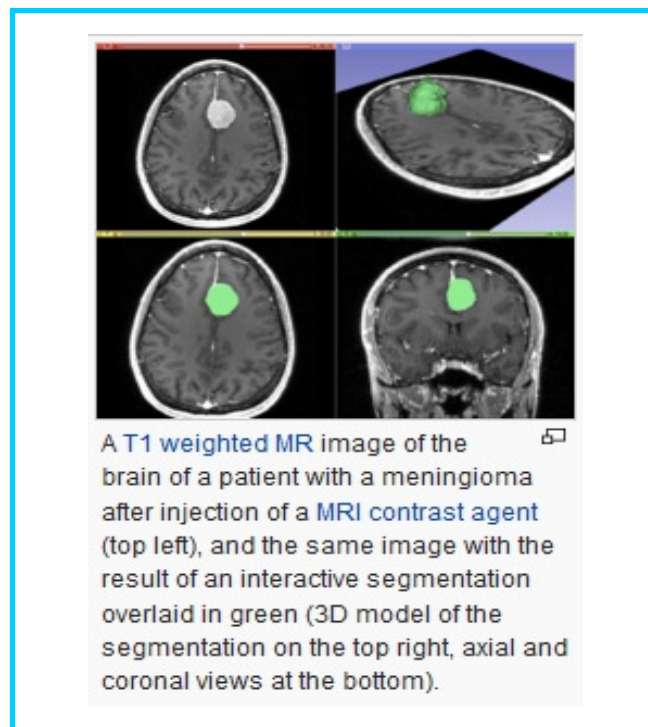 A T1 weighted MR image of the
brain of a patient with a meningioma
after injection of a MRI contrast agent
(top left), and the same image with the
result of an interactive segmentation
overlaid in green (3D model of the
segmentation on the top right, axial and
coronal views at the bottom).